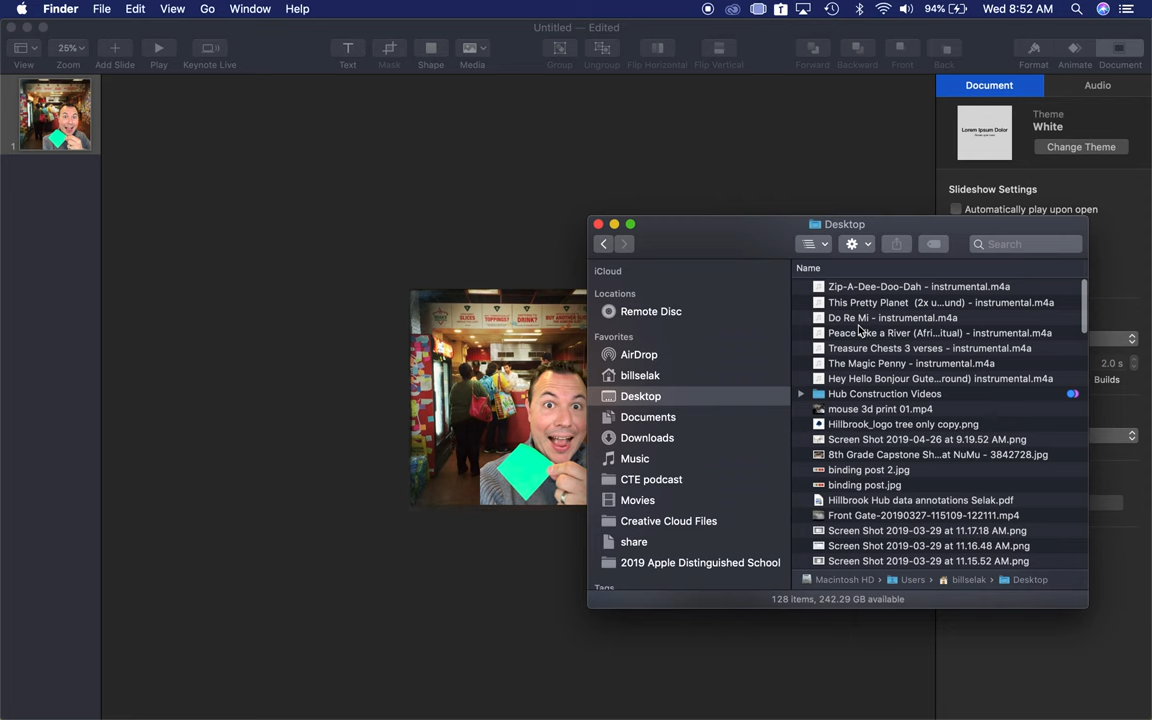 Finder File Edit View Go Window Help 94% Wed 8:52 AM
Untitled — Edited
25%
View Zoom Add Slide Play Keynote Live Text Mask Shape Media Group Ungroup Flip Horizontal Flip Vertical Forward Backward Front Back Format Animate Document
Document Audio
Theme
White
Lorem Ipsum Dolor
Change Theme
1
Slideshow Settings
Automatically play upon open
Desktop
Search
iCloud
Locations
Remote Disc
Favorites
AirDrop
billselak
Desktop
Documents
Downloads
Music
CTE podcast
Movies
Creative Cloud Files
share
2019 Apple Distinguished School
Tags
Name
Zip-A-Dee-Doo-Dah - instrumental.m4a
This Pretty Planet (2x u...und) - instrumental.m4a
Do Re Mi - instrumental.m4a
Peace Like a River (Afri...itual) - instrumental.m4a
Treasure Chests 3 verses - instrumental.m4a
The Magic Penny - instrumental.m4a
Hey Hello Bonjour Gute...round) instrumental.m4a
Hub Construction Videos
mouse 3d print 01.mp4
Hillbrook_logo tree only copy.png
Screen Shot 2019-04-26 at 9.19.52 AM.png
8th Grade Capstone Sh...at NuMu - 3842728.jpg
binding post 2.jpg
binding post.jpg
Hillbrook Hub data annotations Selak.pdf
Front Gate-20190327-115109-122111.mp4
Screen Shot 2019-03-29 at 11.17.18 AM.png
Screen Shot 2019-03-29 at 11.16.48 AM.png
Screen Shot 2019-03-29 at 11.15.52 AM.png
Macintosh HD › Users › billselak › Desktop
128 items, 242.29 GB available
2.0 s
Builds
SLICES TOPPINGS? DRINK? BUY ANOTHER SLICE